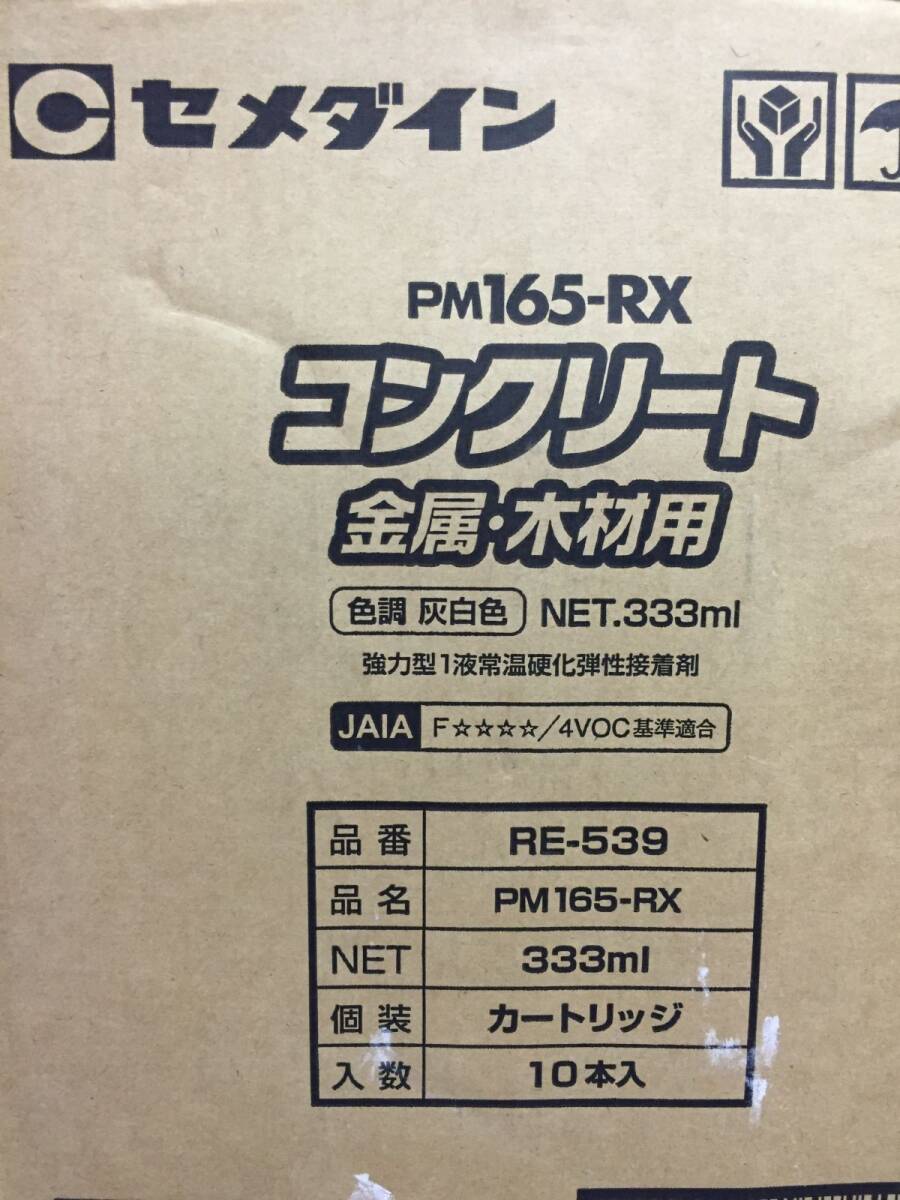 C セメダイン
PM165-RX
コンクリート
金属・木材用
色調 灰白色 NET.333ml
強力型1液常温硬化弾性接着剤
JAIA F☆☆☆☆/4VOC基準適合
品番 RE-539
品名 PM165-RX
NET 333ml
個装 カートリッジ
入数 10本入